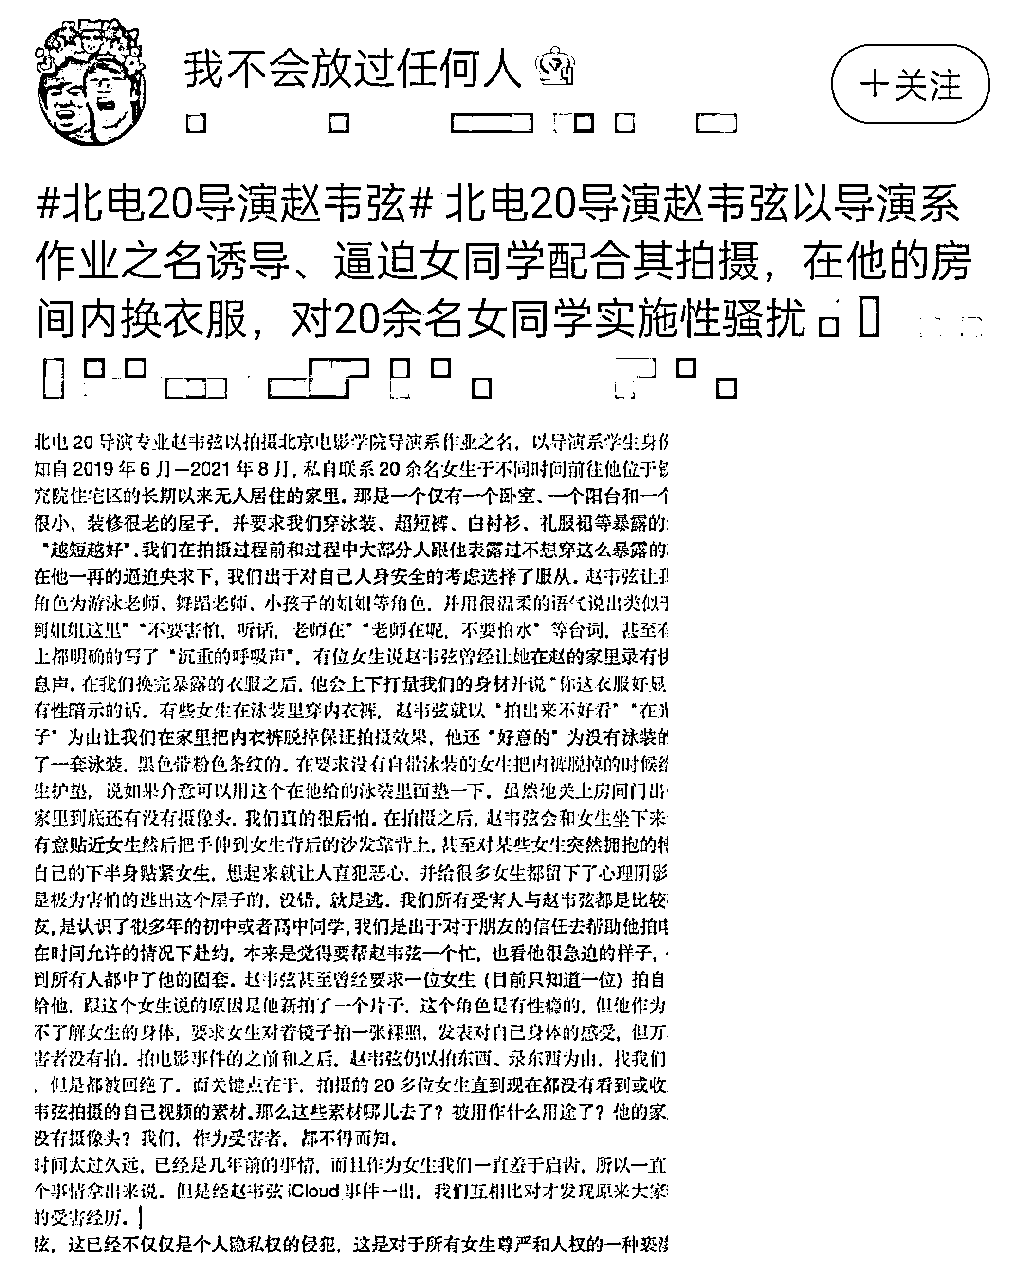 我不会放过任何人
十关注
#北电20导演赵韦弦# 北电20导演赵韦弦以导演系
作业之名诱导、逼迫女同学配合其拍摄，在他的房
间内换衣服，对20余名女同学实施性骚扰
北电 20 导演专业赵韦弦以拍摄北京电影学院导演系作业之名，以导演系学生身份
知自 2019 年 6 月—2021 年 8 月，私自联系 20 余名女生于不同时间前往他位于
究院住宅区的长期以来无人居住的家里。那是一个仅有一个卧室、一个阳台和一个
很小、装修很老的屋子，并要求我们穿泳装、超短裤、白衬衫、礼服裙等暴露的
“越短越好”。我们在拍摄过程前和过程中大部分人跟他表露过不想穿这么暴露的
在他一再的逼迫央求下，我们出于对自己人身安全的考虑选择了服从。赵韦弦让我
角色为游泳老师、舞蹈老师、小孩子的姐姐等角色，并用很温柔的语气说出类似于
到姐姐这里”“不要害怕，听话，老师在”“老师在呢，不要怕水”等台词，甚至有
上都明确的写了“沉重的呼吸声”，有位女生说赵韦弦曾经让她在赵的家里录有
息声。在我们换完暴露的衣服之后，他会上下打量我们的身材并说“你这衣服好显
有性暗示的话。有些女生在泳装里穿内衣裤，赵韦弦就以“拍出来不好看”“在
子”为由让我们在家里把内衣裤脱掉保证拍摄效果，他还“好意的”为没有泳装的
了一套泳装，黑色带粉色条纹的。在要求没有自带泳装的女生把内裤脱掉的时候给
生护垫，说如果介意可以用这个在他给的泳装里面垫一下。虽然他关上房间门出
家里到底还有没有摄像头。我们真的很后怕。在拍摄之后，赵韦弦会和女生坐下来
有意贴近女生然后把手伸到女生背后的沙发靠背上，甚至对某些女生突然拥抱的
自己的下半身贴紧女生，想起来就让人直犯恶心，并给很多女生都留下了心理阴影
是极为害怕的逃出这个屋子的，没错，就是逃。我们所有受害人与赵韦弦都是比较
友，是认识了很多年的初中或者高中同学，我们是出于对于朋友的信任去帮助他拍电
在时间允许的情况下赴约。本来是觉得要帮赵韦弦一个忙，也看他很急迫的样子，
到所有人都中了他的圈套。赵韦弦甚至曾经要求一位女生（目前只知道一位）拍自
给他，跟这个女生说的原因是他新拍了一个片子，这个角色是有性瘾的，但他作为
不了解女生的身体，要求女生对着镜子拍一张裸照，发表对自己身体的感受，但万
害者没有拍。拍电影事件的之前和之后，赵韦弦仍以拍东西、录东西为由，找我们
，但是都被回绝了。而关键点在于，拍摄的 20 多位女生直到现在都没有看到或收
韦弦拍摄的自己视频的素材。那么这些素材哪儿去了？被用作什么用途了？他的家
没有摄像头？我们，作为受害者，都不得而知。
时间太过久远，已经是几年前的事情，而且作为女生我们一直羞于启齿，所以一直
个事情拿出来说。但是经赵韦弦 iCloud 事件一出，我们互相比对才发现原来大家
的受害经历。
弦，这已经不仅仅是个人隐私权的侵犯，这是对于所有女生尊严和人权的一种亵渎